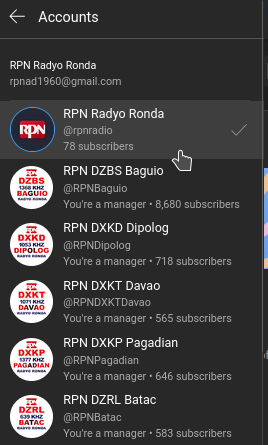 Accounts
RPN Radyo Ronda
rpnad1960@gmail.com
RPN
RPN Radyo Ronda
@rpnradio
78 subscribers
DZBS
1368 KHZ
BAGUIO
RADYO RONDA
RPN DZBS Baguio
@RPNBaguio
You're a manager • 8,680 subscribers
DXKD
1053 KHZ
DIPOLOG
RADYO RONDA
RPN DXKD Dipolog
@RPNDipolog
You're a manager • 718 subscribers
DXKT
1071 KHZ
DAVAO
RADYO RONDA
RPN DXKT Davao
@RPNDXKTDavao
You're a manager • 565 subscribers
DXKP
1377 KHZ
PAGADIAN
RADYO RONDA
RPN DXKP Pagadian
@RPNPagadian
You're a manager • 646 subscribers
DZRL
639 KHZ
BATAC
RADYO RONDA
RPN DZRL Batac
@RPNBatac
You're a manager • 583 subscribers